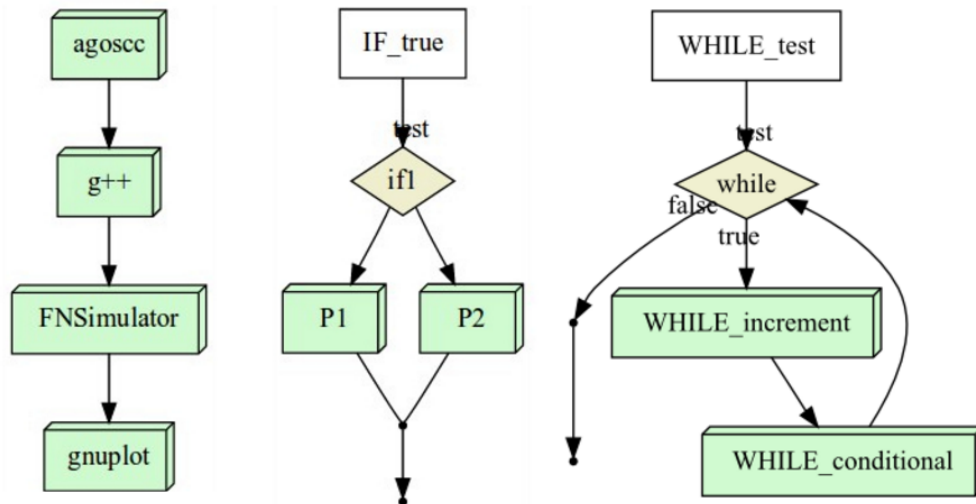 agoscc
g++
FNSimulator
gnuplot
IF_true
test
if1
P1
P2
WHILE_test
test
while
false
true
WHILE_increment
WHILE_conditional